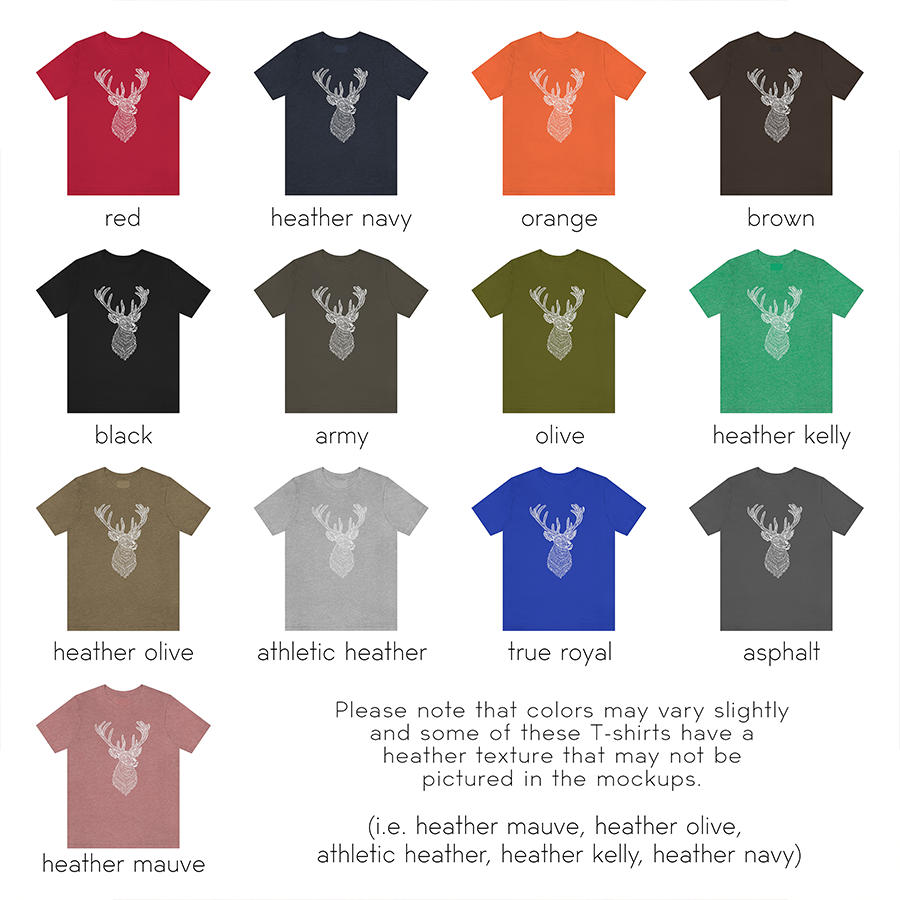 red
heather navy
orange
brown
black
army
olive
heather kelly
heather olive
athletic heather
true royal
asphalt
heather mauve
Please note that colors may vary slightly
and some of these T-shirts have a
heather texture that may not be
pictured in the mockups.
(i.e. heather mauve, heather olive,
athletic heather, heather kelly, heather navy)